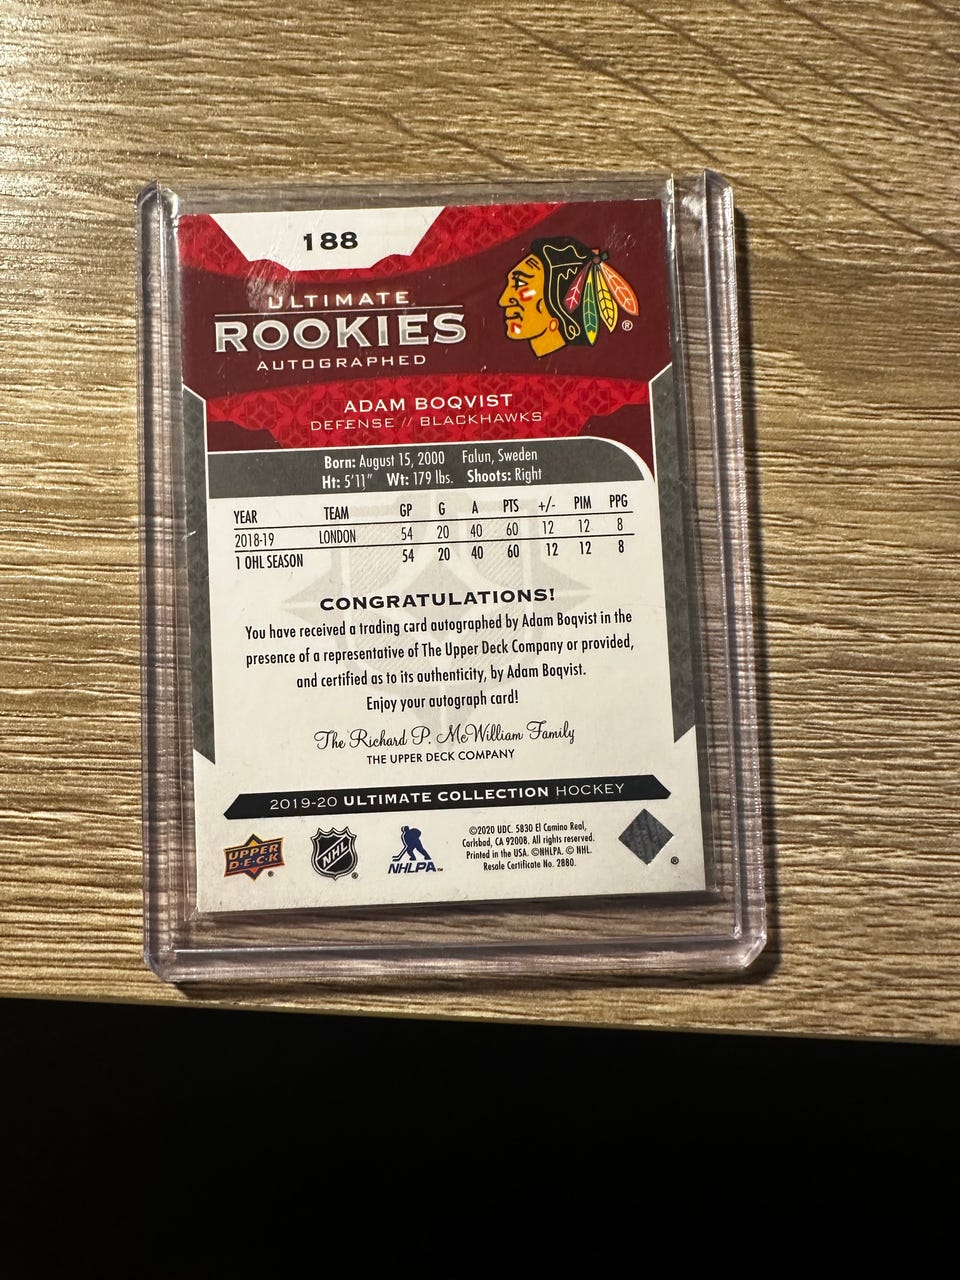 188
ULTIMATE
ROOKIES
AUTOGRAPHED
®
ADAM BOQVIST
DEFENSE // BLACKHAWKS®
Born: August 15, 2000 Falun, Sweden
Ht: 5'11" Wt: 179 lbs. Shoots: Right
YEAR TEAM GP G A PTS +/- PIM PPG
2018-19 LONDON 54 20 40 60 12 12 8
1 OHL SEASON 54 20 40 60 12 12 8
CONGRATULATIONS!
You have received a trading card autographed by Adam Boqvist in the
presence of a representative of The Upper Deck Company or provided,
and certified as to its authenticity, by Adam Boqvist.
Enjoy your autograph card!
The Richard P. McWilliam Family
THE UPPER DECK COMPANY
2019-20 ULTIMATE COLLECTION HOCKEY
UPPER
D·E·C·K
®
NHL
®
NHLPA™
©2020 UDC. 5830 El Camino Real,
Carlsbad, CA 92008. All rights reserved.
Printed in the USA. ©NHLPA. © NHL.
Resale Certificate No. 2880.
®